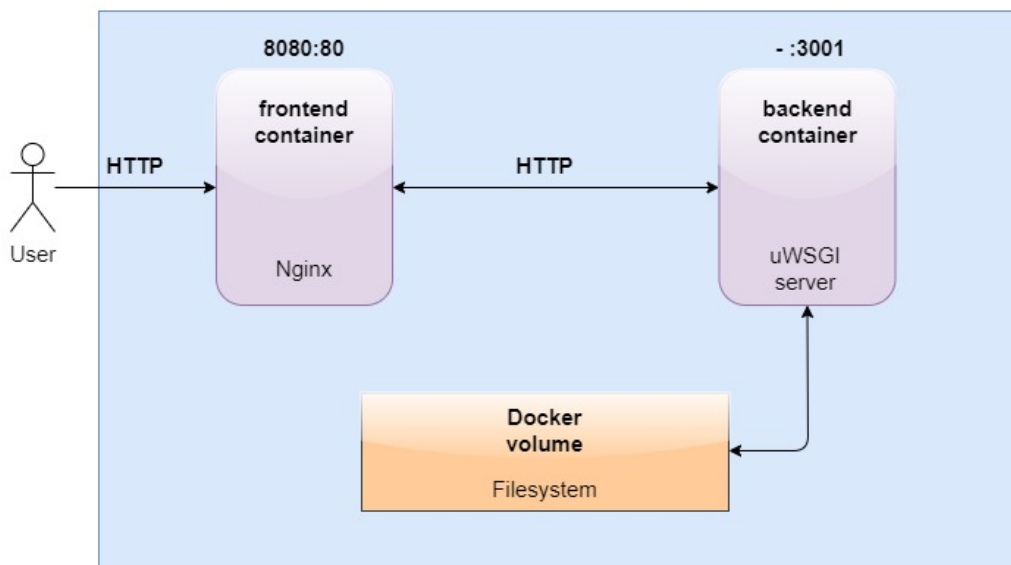 8080:80
- :3001
frontend
container
backend
container
HTTP
HTTP
User
Nginx
uWSGI
server
Docker
volume
Filesystem